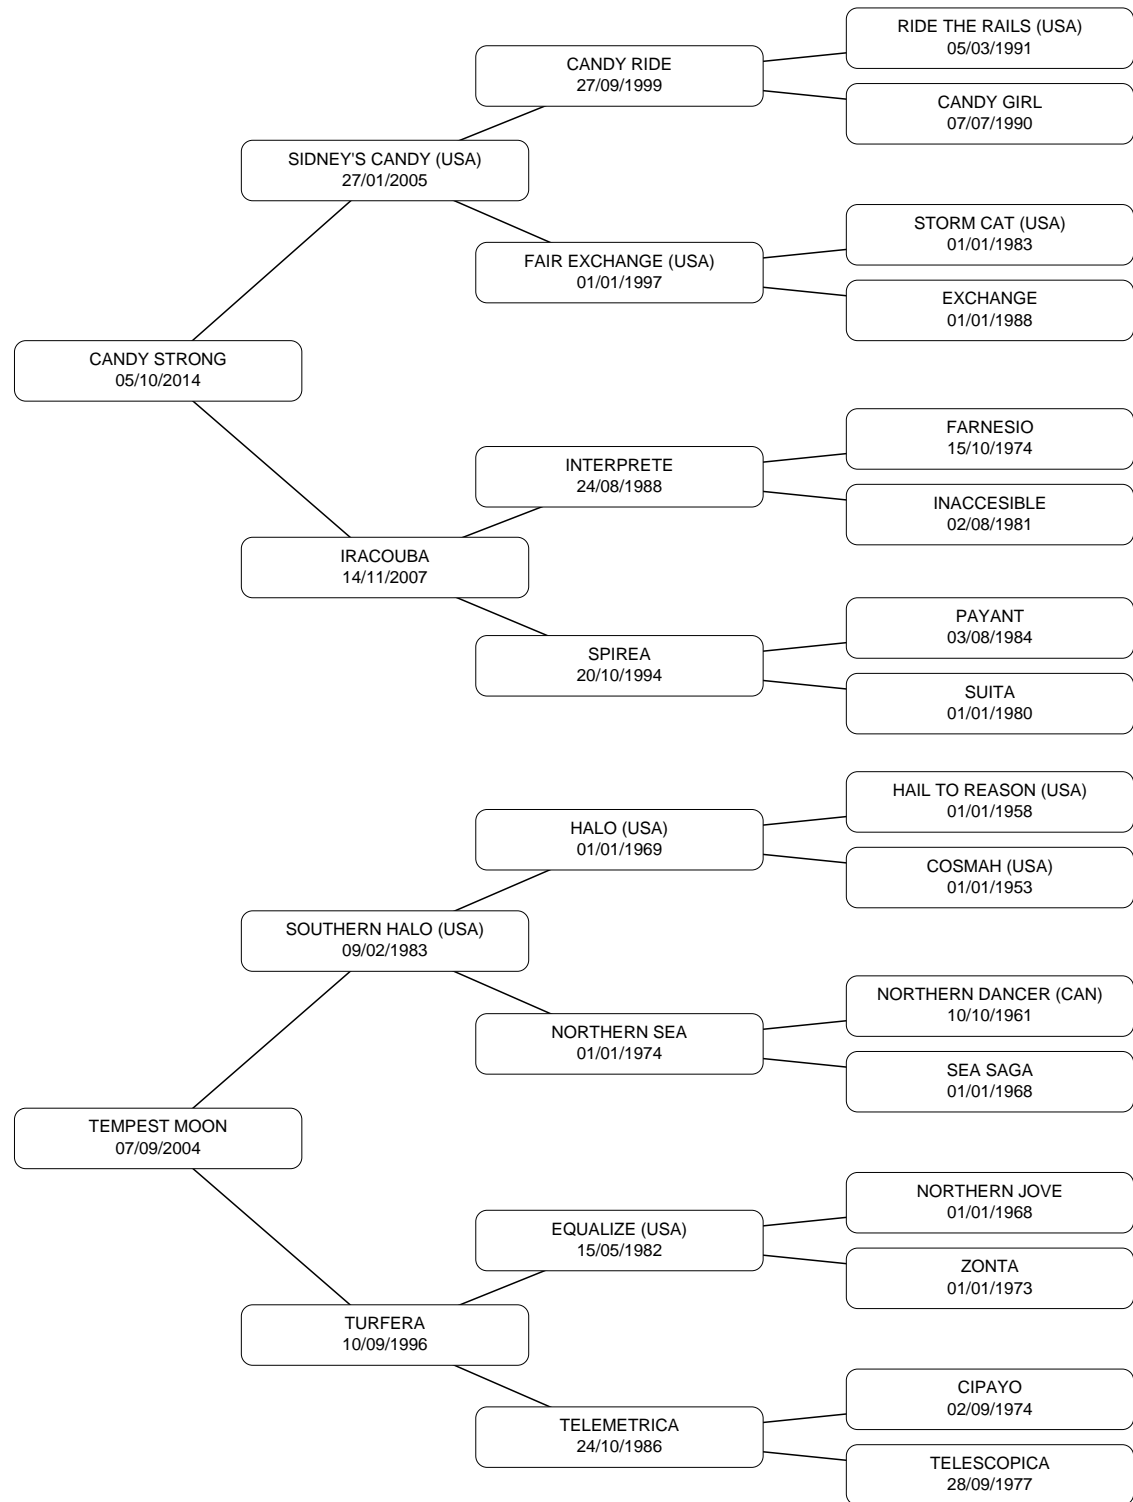 RIDE THE RAILS (USA)
05/03/1991
CANDY RIDE
27/09/1999
CANDY GIRL
07/07/1990
SIDNEY'S CANDY (USA)
27/01/2005
STORM CAT (USA)
01/01/1983
FAIR EXCHANGE (USA)
01/01/1997
EXCHANGE
01/01/1988
CANDY STRONG
05/10/2014
FARNESIO
15/10/1974
INTERPRETE
24/08/1988
INACCESIBLE
02/08/1981
IRACOUBA
14/11/2007
PAYANT
03/08/1984
SPIREA
20/10/1994
SUITA
01/01/1980
HAIL TO REASON (USA)
01/01/1958
HALO (USA)
01/01/1969
COSMAH (USA)
01/01/1953
SOUTHERN HALO (USA)
09/02/1983
NORTHERN DANCER (CAN)
10/10/1961
NORTHERN SEA
01/01/1974
SEA SAGA
01/01/1968
TEMPEST MOON
07/09/2004
NORTHERN JOVE
01/01/1968
EQUALIZE (USA)
15/05/1982
ZONTA
01/01/1973
TURFERA
10/09/1996
CIPAYO
02/09/1974
TELEMETRICA
24/10/1986
TELESCOPICA
28/09/1977